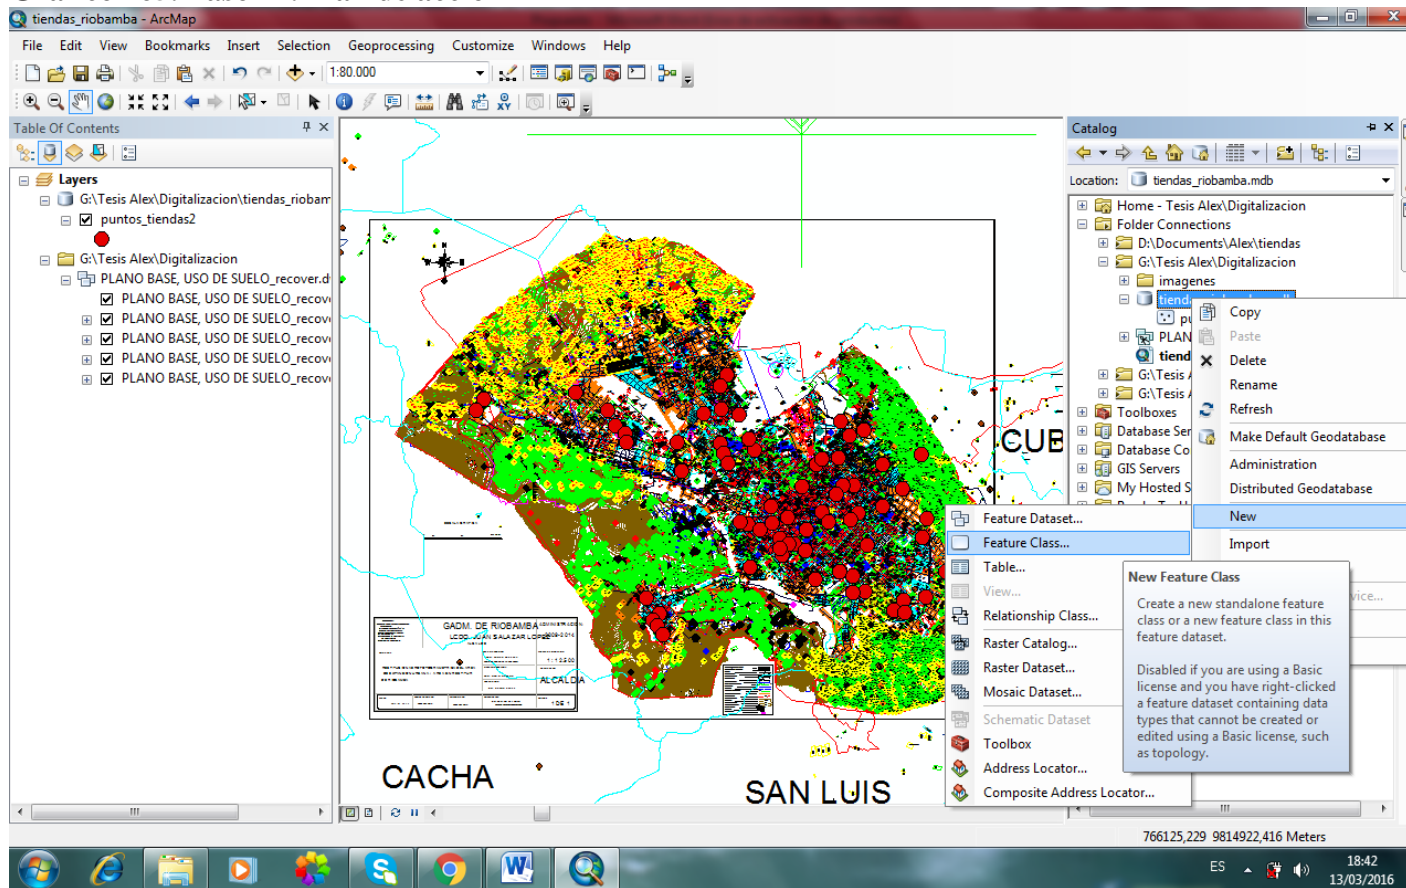 tiendas_riobamba - ArcMap
File Edit View Bookmarks Insert Selection Geoprocessing Customize Windows Help
1:80.000
Table Of Contents
Layers
G:\Tesis Alex\Digitalizacion\tiendas_riobam
puntos_tiendas2
G:\Tesis Alex\Digitalizacion
PLANO BASE, USO DE SUELO_recover.d
PLANO BASE, USO DE SUELO_recov
PLANO BASE, USO DE SUELO_recov
PLANO BASE, USO DE SUELO_recov
PLANO BASE, USO DE SUELO_recov
PLANO BASE, USO DE SUELO_recov
CUB
GADM. DE RIOBAMBA
LCDO. JUAN SALAZAR LOPEZ
ALCALDIA
CACHA
SAN LUIS
Catalog
Location: tiendas_riobamba.mdb
Home - Tesis Alex\Digitalizacion
Folder Connections
D:\Documents\Alex\tiendas
G:\Tesis Alex\Digitalizacion
imagenes
tienda
pu
PLAN
tiend
G:\Tesis A
G:\Tesis A
Toolboxes
Database Ser
Database Co
GIS Servers
My Hosted S
Copy
Paste
Delete
Rename
Refresh
Make Default Geodatabase
Administration
Distributed Geodatabase
New
Import
vice...
Feature Dataset...
Feature Class...
Table...
View...
Relationship Class...
Raster Catalog...
Raster Dataset...
Mosaic Dataset...
Schematic Dataset
Toolbox
Address Locator...
Composite Address Locator...
New Feature Class
Create a new standalone feature
class or a new feature class in this
feature dataset.
Disabled if you are using a Basic
license and you have right-clicked
a feature dataset containing data
types that cannot be created or
edited using a Basic license, such
as topology.
766125,229 9814922,416 Meters
ES
18:42
13/03/2016